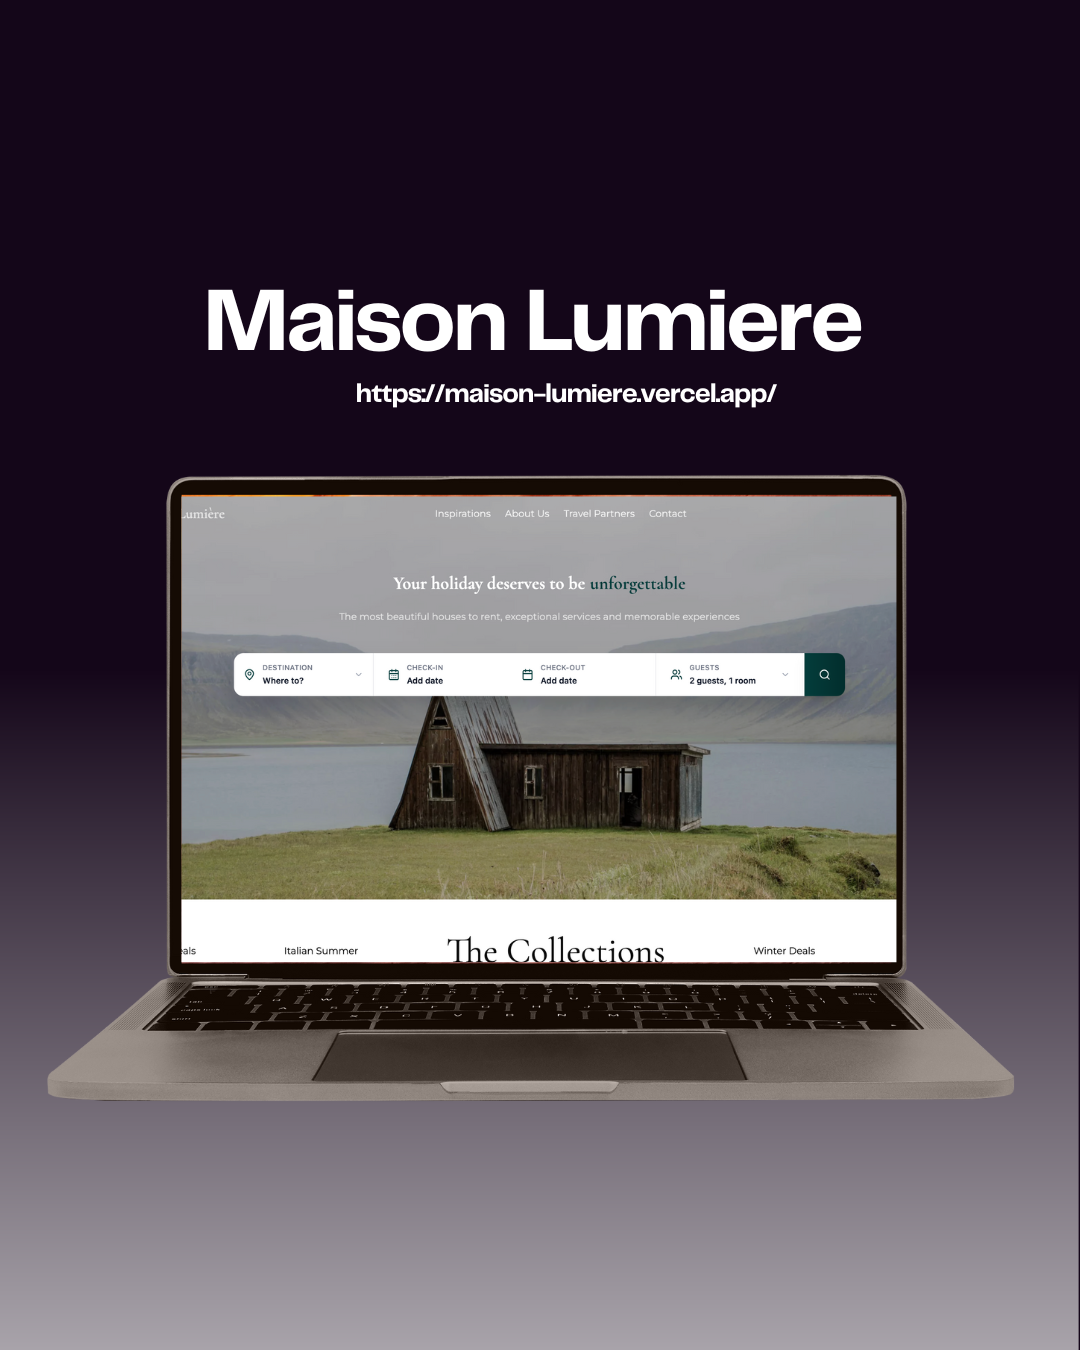 Maison Lumiere
https://maison-lumiere.vercel.app/
Lumière
Inspirations About Us Travel Partners Contact
Your holiday deserves to be unforgettable
The most beautiful houses to rent, exceptional services and memorable experiences
DESTINATION CHECK-IN CHECK-OUT GUESTS
Where to? Add date Add date 2 guests, 1 room
eals Italian Summer The Collections Winter Deals